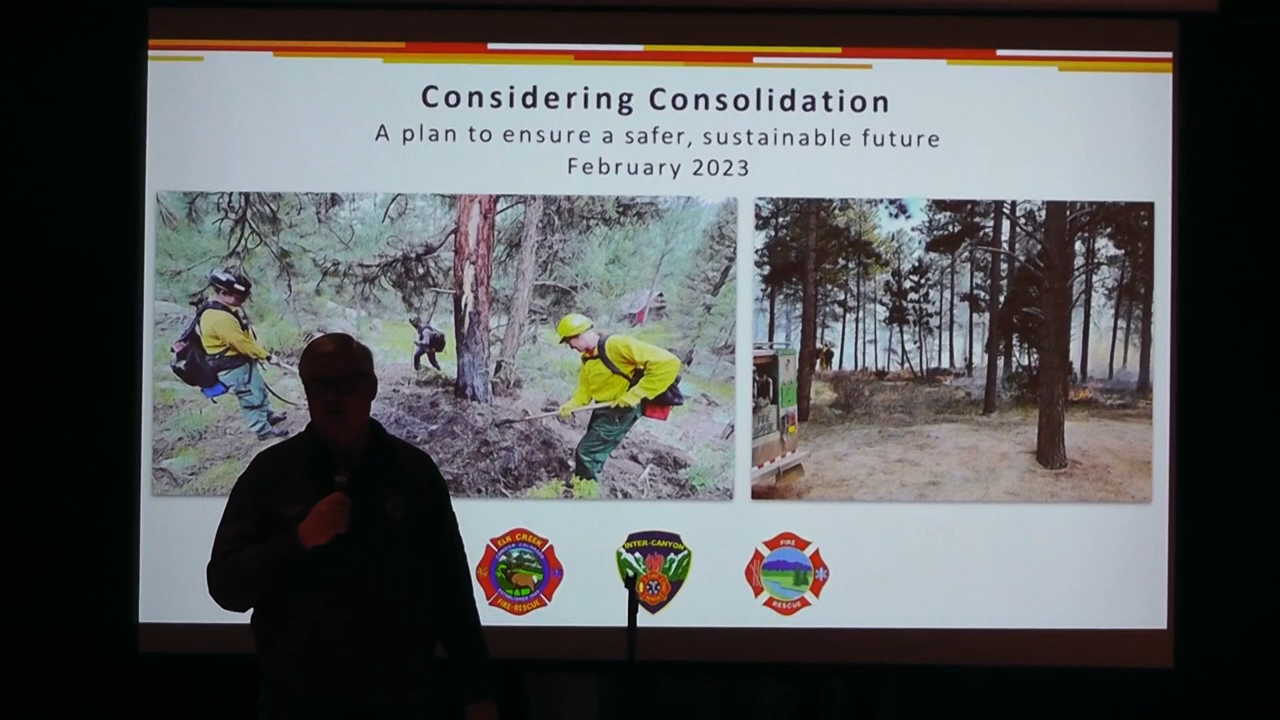 Considering Consolidation
A plan to ensure a safer, sustainable future
February 2023
ELK CREEK
FIRE-RESCUE
INTER-CANYON
FIRE
RESCUE